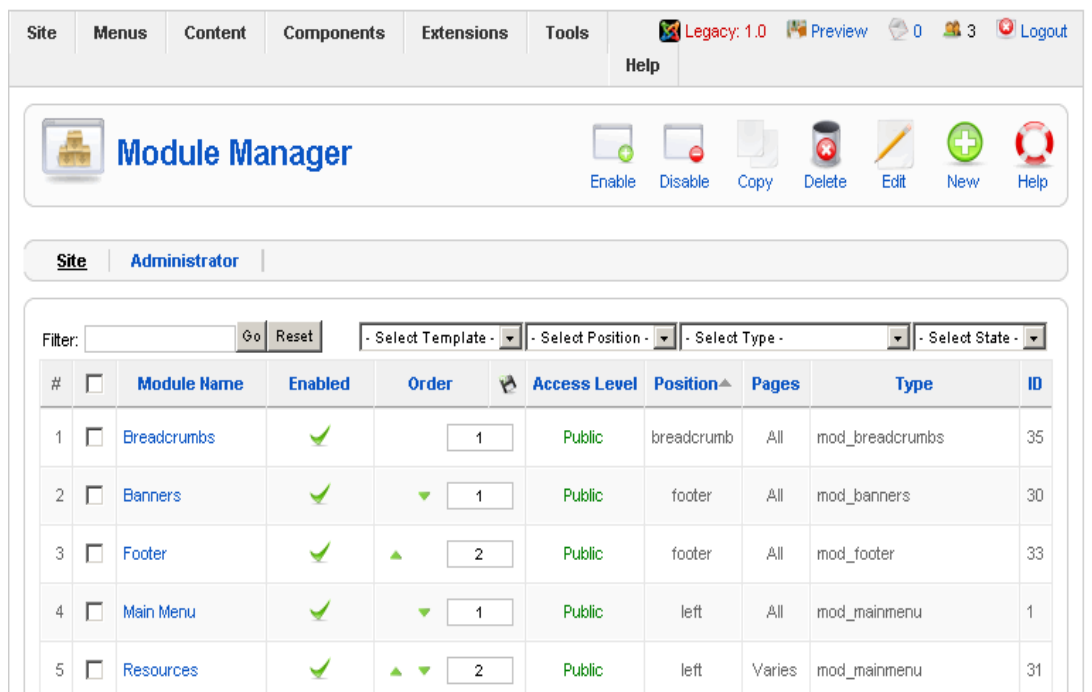 Site Menus Content Components Extensions Tools Legacy: 1.0 Preview 0 3 Logout
Help
Module Manager
Enable Disable Copy Delete Edit New Help
Site Administrator
Filter: Go Reset - Select Template - - Select Position - - Select Type - - Select State -
# Module Name Enabled Order Access Level Position Pages Type ID
1 Breadcrumbs 1 Public breadcrumb All mod_breadcrumbs 35
2 Banners 1 Public footer All mod_banners 30
3 Footer 2 Public footer All mod_footer 33
4 Main Menu 1 Public left All mod_mainmenu 1
5 Resources 2 Public left Varies mod_mainmenu 31